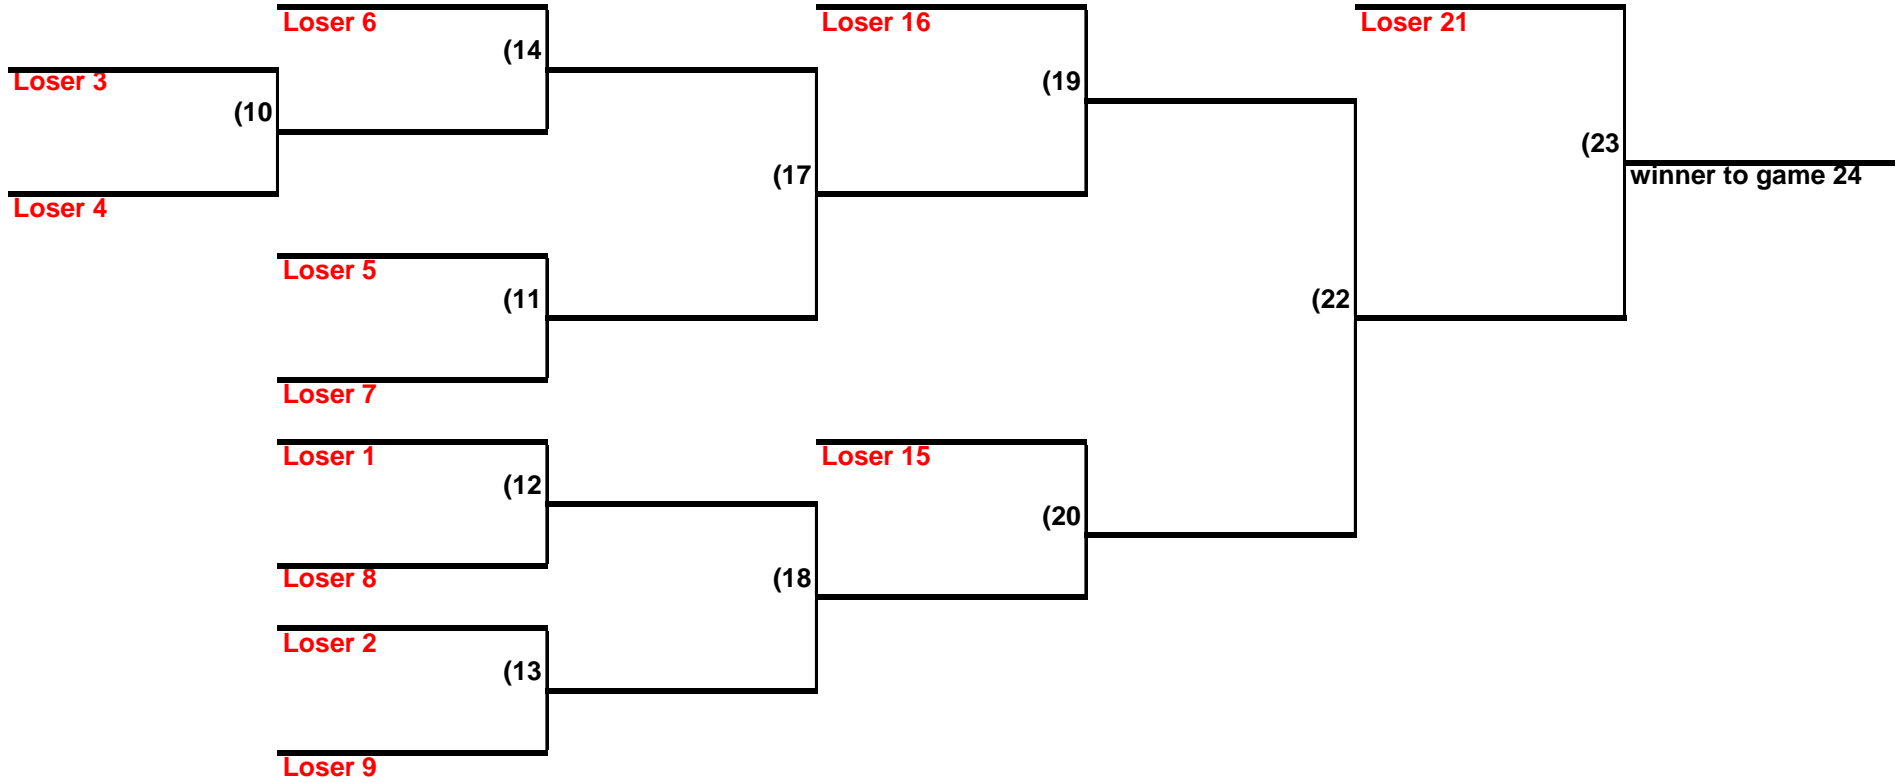 Loser 6
Loser 16
Loser 21
(14
Loser 3
(19
(10
(23
(17
winner to game 24
Loser 4
Loser 5
(11
(22
Loser 7
Loser 1
Loser 15
(12
(20
Loser 8
(18
Loser 2
(13
Loser 9